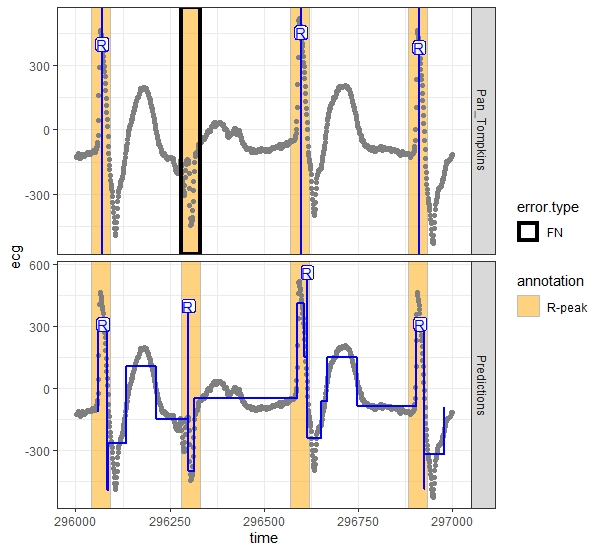 R
R
R
300
0
-300
Pan_Tompkins
ecg
R
R
R
R
600
300
0
-300
Predictions
296000
296250
296500
296750
297000
time
error.type
FN
annotation
R-peak